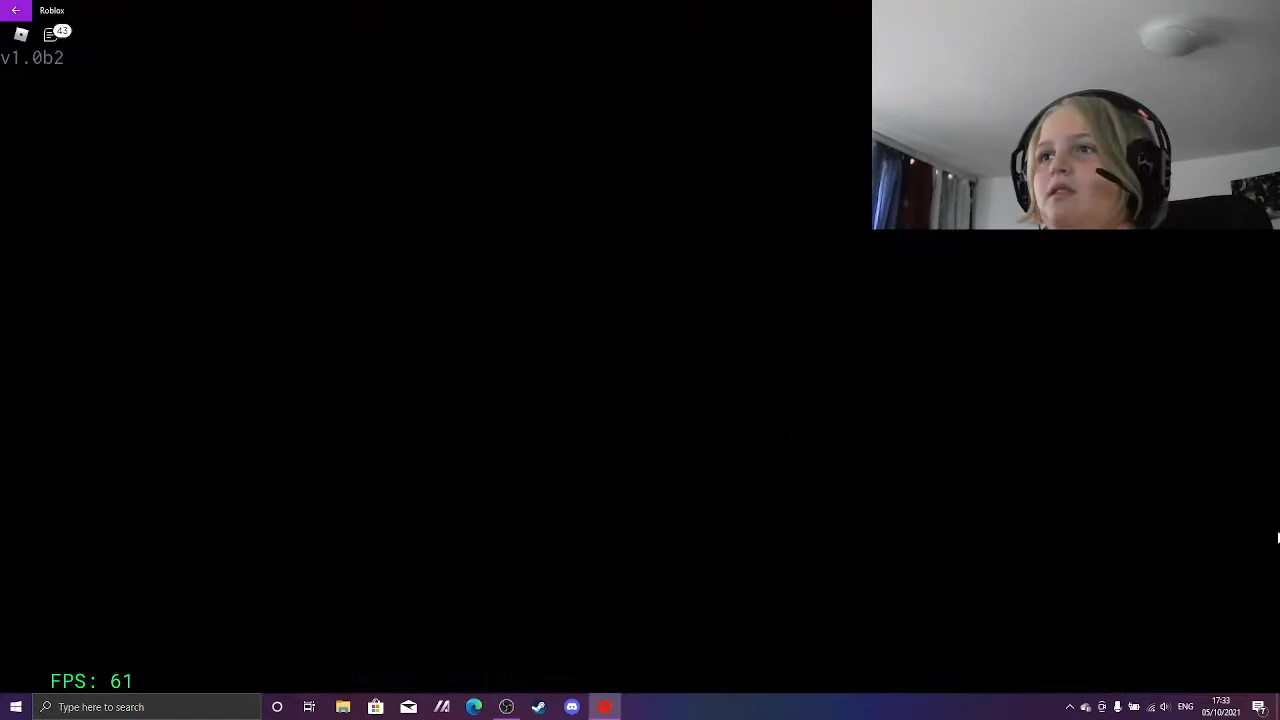 Roblox
43
v1.0b2
FPS: 61
Type here to search
ENG
17:33
05/10/2021